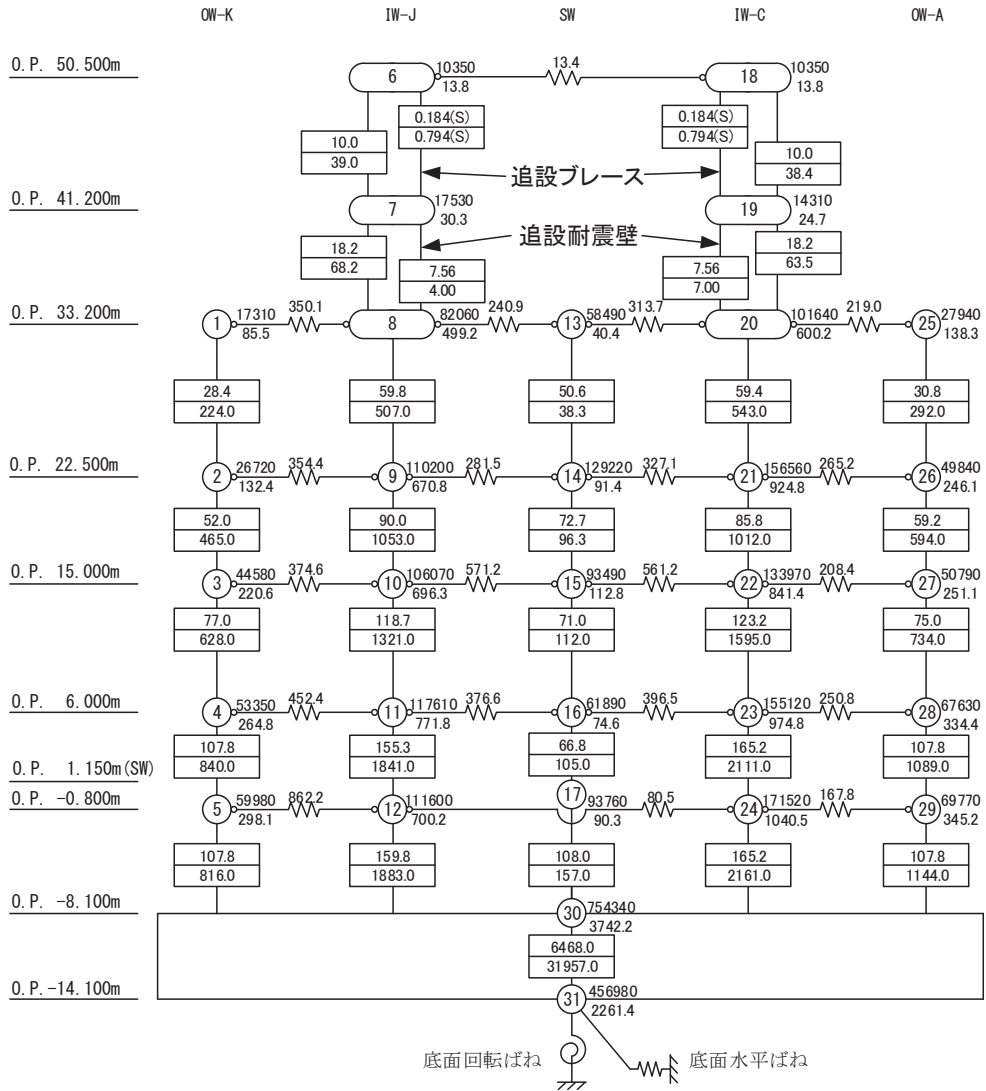 OW-K IW-J SW IW-C OW-A
O.P. 50.500m 6 10350 13.4 18 10350
13.8 13.8
0.184(S) 0.184(S)
0.794(S) 0.794(S)
10.0 10.0
39.0 38.4
追設ブレース
O.P. 41.200m 7 17530 19 14310
30.3 24.7
追設耐震壁
18.2 18.2
68.2 63.5
7.56 7.56
4.00 7.00
O.P. 33.200m 1 17310 350.1 8 82060 240.9 13 58490 313.7 20 101640 219.0 25 27940
85.5 499.2 40.4 600.2 138.3
28.4 59.8 50.6 59.4 30.8
224.0 507.0 38.3 543.0 292.0
O.P. 22.500m 2 26720 354.4 9 110200 281.5 14 129220 327.1 21 156560 265.2 26 49840
132.4 670.8 91.4 924.8 246.1
52.0 90.0 72.7 85.8 59.2
465.0 1053.0 96.3 1012.0 594.0
O.P. 15.000m 3 44580 374.6 10 106070 571.2 15 93490 561.2 22 133970 208.4 27 50790
220.6 696.3 112.8 841.4 251.1
77.0 118.7 71.0 123.2 75.0
628.0 1321.0 112.0 1595.0 734.0
O.P. 6.000m 4 53350 452.4 11 117610 376.6 16 61890 396.5 23 155120 250.8 28 67630
264.8 771.8 74.6 974.8 334.4
107.8 155.3 66.8 165.2 107.8
840.0 1841.0 105.0 2111.0 1089.0
O.P. 1.150m(SW)
O.P. -0.800m 5 59980 862.2 12 111600 17 93760 80.5 24 171520 167.8 29 69770
298.1 700.2 90.3 1040.5 345.2
107.8 159.8 108.0 165.2 107.8
816.0 1883.0 157.0 2161.0 1144.0
O.P. -8.100m 30 754340
3742.2
6468.0
31957.0
O.P.-14.100m 31 456980
2261.4
底面回転ばね 底面水平ばね